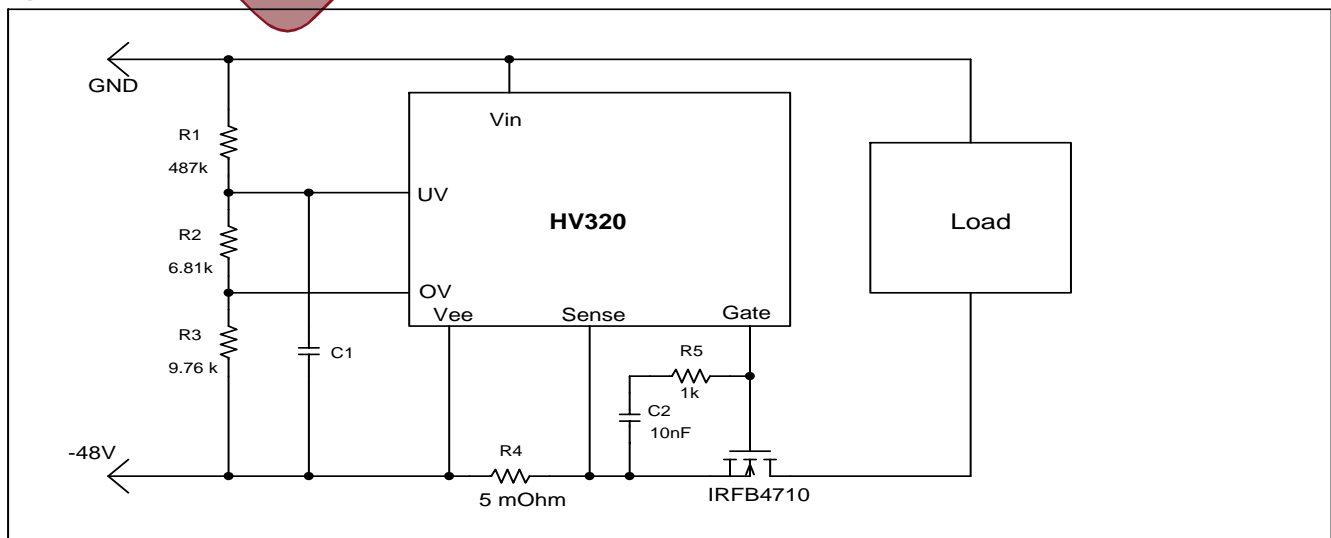 GND
Vin
R1
487k
UV
HV320
Load
R2
6.81k
OV
Vee
Sense
Gate
R3
9.76 k
C1
R5
1k
C2
10nF
-48V
R4
5 mOhm
IRFB4710